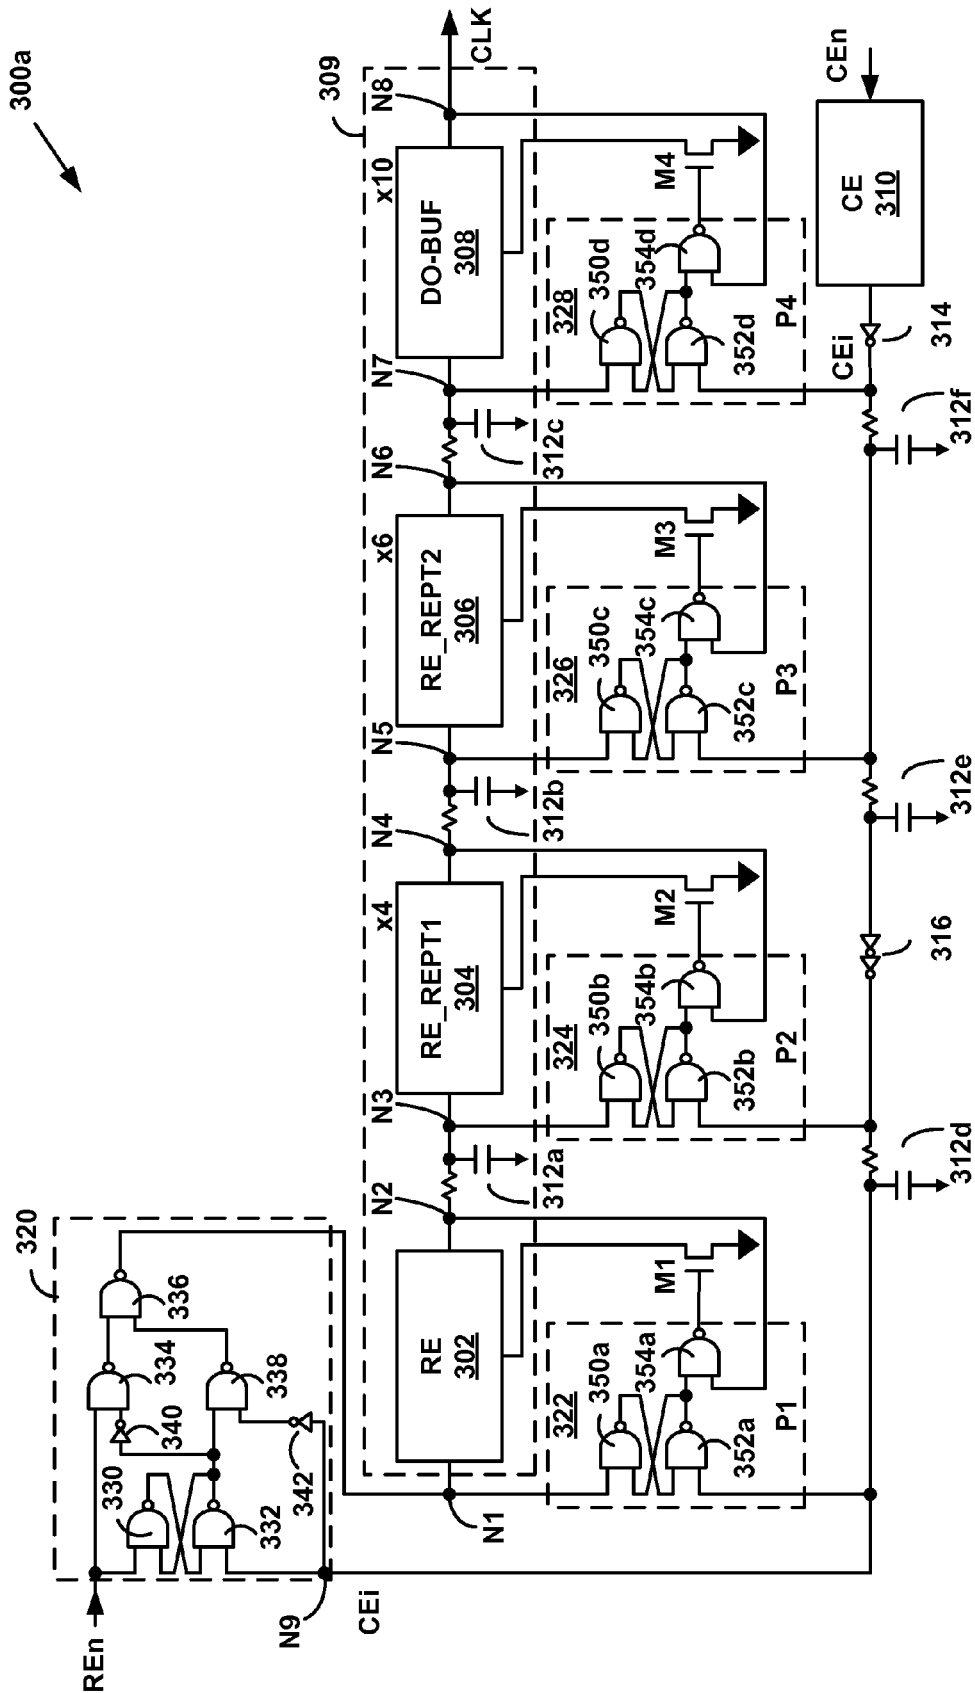 300a
309
CLK
N8
x10
DO-BUF
308
N7
312c
N6
x6
RE_REPT2
306
N5
312b
N4
x4
RE_REPT1
304
N3
312a
N2
RE
302
N1
320
336
334
338
340
330
332
342
REn
N9
CEi
M4
328
350d
354d
352d
P4
M3
326
350c
354c
352c
P3
M2
324
350b
354b
352b
P2
M1
322
350a
354a
352a
P1
CEn
CE
310
CEi
314
312f
312e
316
312d